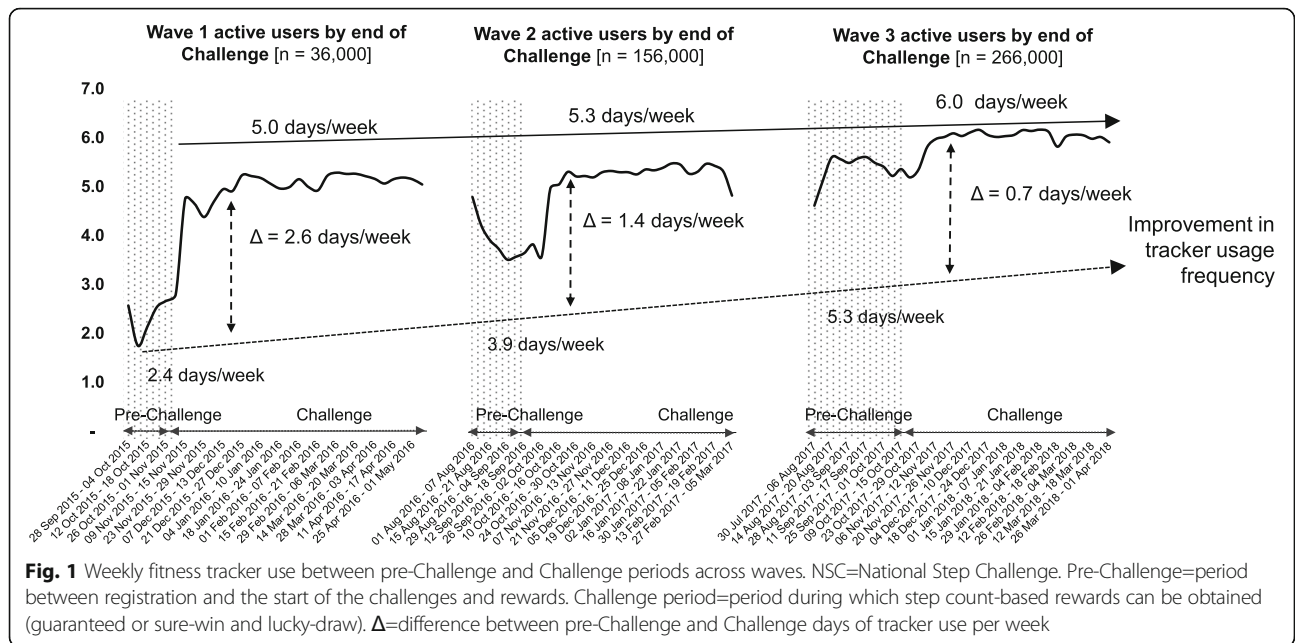 Wave 1 active users by end of
Challenge [n = 36,000]
Wave 2 active users by end of
Challenge [n = 156,000]
Wave 3 active users by end of
Challenge [n = 266,000]
7.0
6.0
5.0
4.0
3.0
2.0
1.0
-
5.0 days/week
5.3 days/week
6.0 days/week
Δ = 2.6 days/week
Δ = 1.4 days/week
Δ = 0.7 days/week
Improvement in
tracker usage
frequency
2.4 days/week
3.9 days/week
5.3 days/week
Pre-Challenge
Challenge
Pre-Challenge
Challenge
Pre-Challenge
Challenge
28 Sep 2015 - 04 Oct 2015
12 Oct 2015 - 18 Oct 2015
26 Oct 2015 - 01 Nov 2015
09 Nov 2015 - 15 Nov 2015
23 Nov 2015 - 29 Nov 2015
07 Dec 2015 - 13 Dec 2015
21 Dec 2015 - 27 Dec 2015
04 Jan 2016 - 10 Jan 2016
18 Jan 2016 - 24 Jan 2016
01 Feb 2016 - 07 Feb 2016
15 Feb 2016 - 21 Feb 2016
29 Feb 2016 - 06 Mar 2016
14 Mar 2016 - 20 Mar 2016
28 Mar 2016 - 03 Apr 2016
11 Apr 2016 - 17 Apr 2016
25 Apr 2016 - 01 May 2016
01 Aug 2016 - 07 Aug 2016
15 Aug 2016 - 21 Aug 2016
29 Aug 2016 - 04 Sep 2016
12 Sep 2016 - 18 Sep 2016
26 Sep 2016 - 02 Oct 2016
10 Oct 2016 - 16 Oct 2016
24 Oct 2016 - 30 Oct 2016
07 Nov 2016 - 13 Nov 2016
21 Nov 2016 - 27 Nov 2016
05 Dec 2016 - 11 Dec 2016
19 Dec 2016 - 25 Dec 2016
02 Jan 2017 - 08 Jan 2017
16 Jan 2017 - 22 Jan 2017
30 Jan 2017 - 05 Feb 2017
13 Feb 2017 - 19 Feb 2017
27 Feb 2017 - 05 Mar 2017
30 Jul 2017 - 06 Aug 2017
14 Aug 2017 - 20 Aug 2017
28 Aug 2017 - 03 Sep 2017
11 Sep 2017 - 17 Sep 2017
25 Sep 2017 - 01 Oct 2017
09 Oct 2017 - 15 Oct 2017
23 Oct 2017 - 29 Oct 2017
06 Nov 2017 - 12 Nov 2017
20 Nov 2017 - 26 Nov 2017
04 Dec 2017 - 10 Dec 2017
18 Dec 2017 - 24 Dec 2017
01 Jan 2018 - 07 Jan 2018
15 Jan 2018 - 21 Jan 2018
29 Jan 2018 - 04 Feb 2018
12 Feb 2018 - 18 Feb 2018
26 Feb 2018 - 04 Mar 2018
12 Mar 2018 - 18 Mar 2018
26 Mar 2018 - 01 Apr 2018
Fig. 1 Weekly fitness tracker use between pre-Challenge and Challenge periods across waves. NSC=National Step Challenge. Pre-Challenge=period
between registration and the start of the challenges and rewards. Challenge period=period during which step count-based rewards can be obtained
(guaranteed or sure-win and lucky-draw). Δ=difference between pre-Challenge and Challenge days of tracker use per week